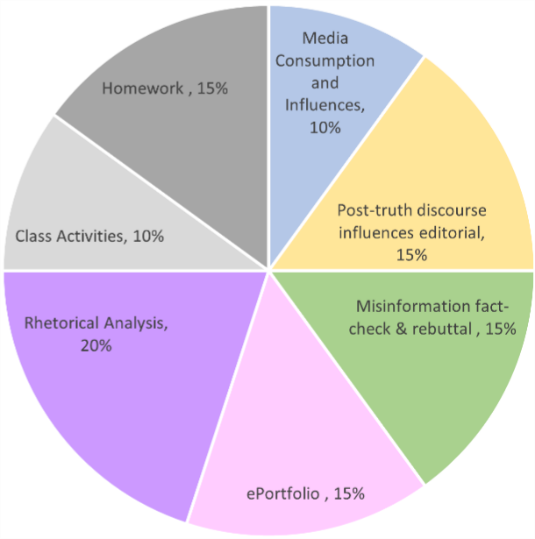 Media
Consumption
and
Influences,
10%
Post-truth discourse
influences editorial,
15%
Misinformation fact-
check & rebuttal , 15%
ePortfolio , 15%
Rhetorical Analysis,
20%
Class Activities, 10%
Homework , 15%